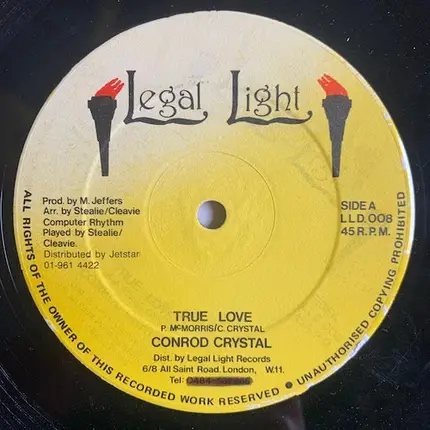 Legal Light
Prod. by M. Jeffers
Arr. by Stealie/Cleavie
Computer Rhythm
Played by Stealie/
Cleavie.
Distributed by Jetstar
01-961 4422
SIDE A
L.L.D. 008
45 R.P.M.
TRUE LOVE
P. McMORRIS/C. CRYSTAL
CONROD CRYSTAL
Dist. by Legal Light Records
6/8 All Saint Road. London, W.11.
Tel:
ALL RIGHTS OF THE OWNER OF THIS RECORDED WORK RESERVED • UNAUTHORISED COPYING PROHIBITED